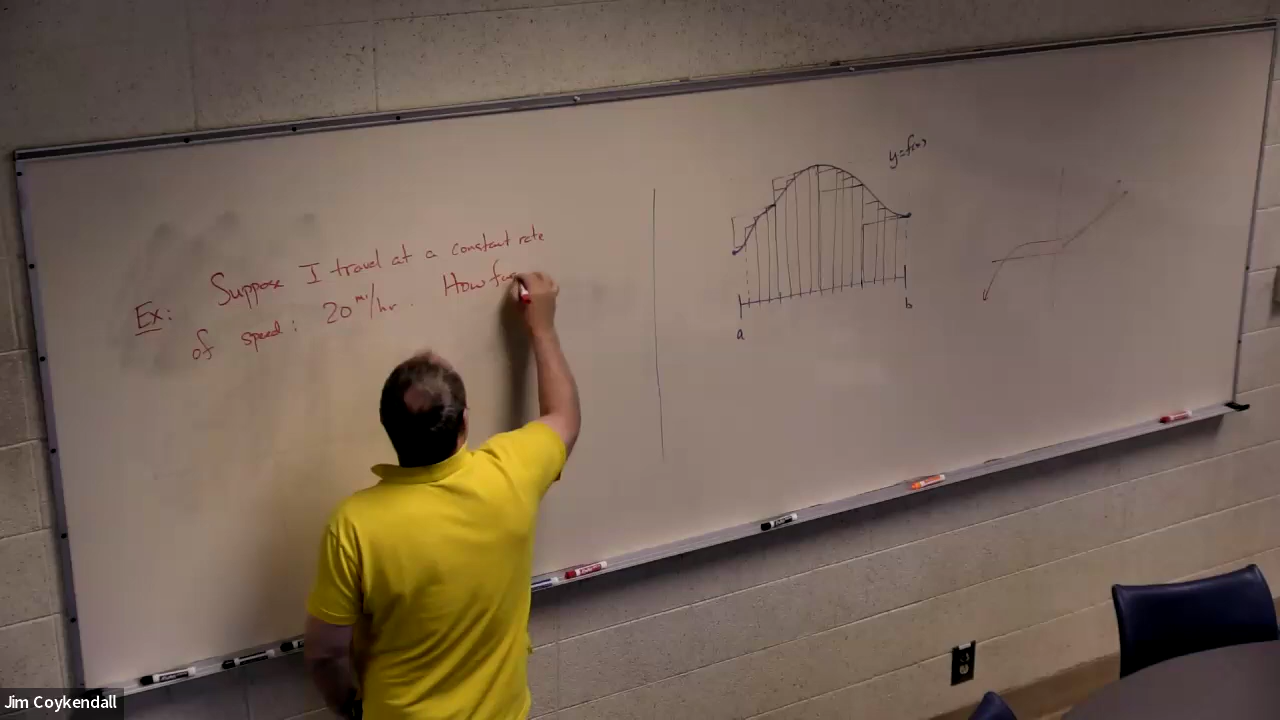 Ex: Suppose I travel at a constant rate
of speed: 20 mi/hr. How far
y=f(x)
a
b
Jim Coykendall